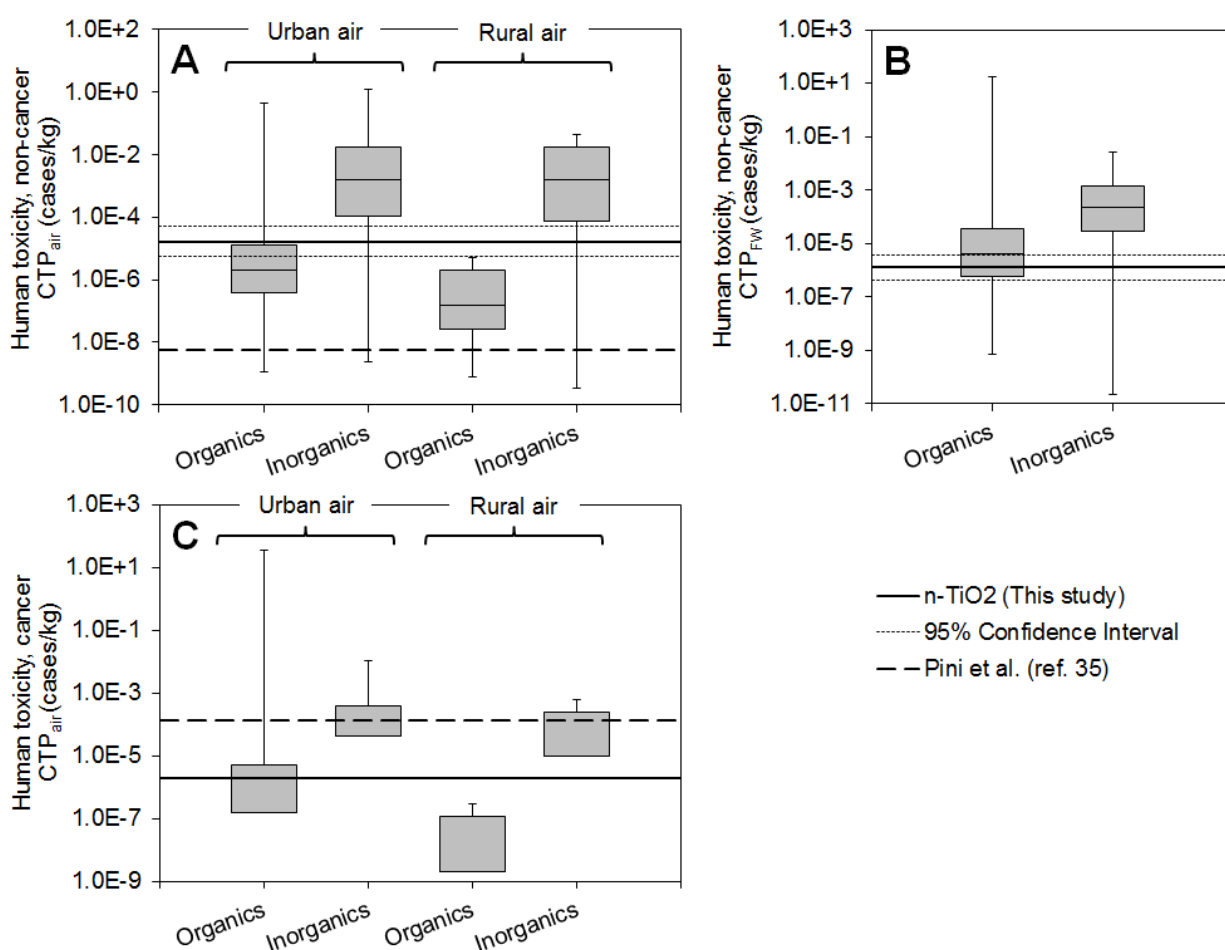 A
Urban air
Rural air
Human toxicity, non-cancer
CTPair (cases/kg)
1.0E+2
1.0E+0
1.0E-2
1.0E-4
1.0E-6
1.0E-8
1.0E-10
Organics
Inorganics
Organics
Inorganics
B
Human toxicity, non-cancer
CTPFW (cases/kg)
1.0E+3
1.0E+1
1.0E-1
1.0E-3
1.0E-5
1.0E-7
1.0E-9
1.0E-11
Organics
Inorganics
C
Urban air
Rural air
Human toxicity, cancer
CTPair (cases/kg)
1.0E+3
1.0E+1
1.0E-1
1.0E-3
1.0E-5
1.0E-7
1.0E-9
Organics
Inorganics
Organics
Inorganics
n-TiO2 (This study)
95% Confidence Interval
Pini et al. (ref. 35)